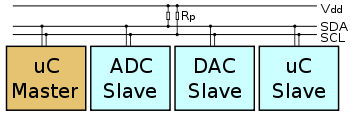 Vdd
Rp
SDA
SCL
uC
Master
ADC
Slave
DAC
Slave
uC
Slave